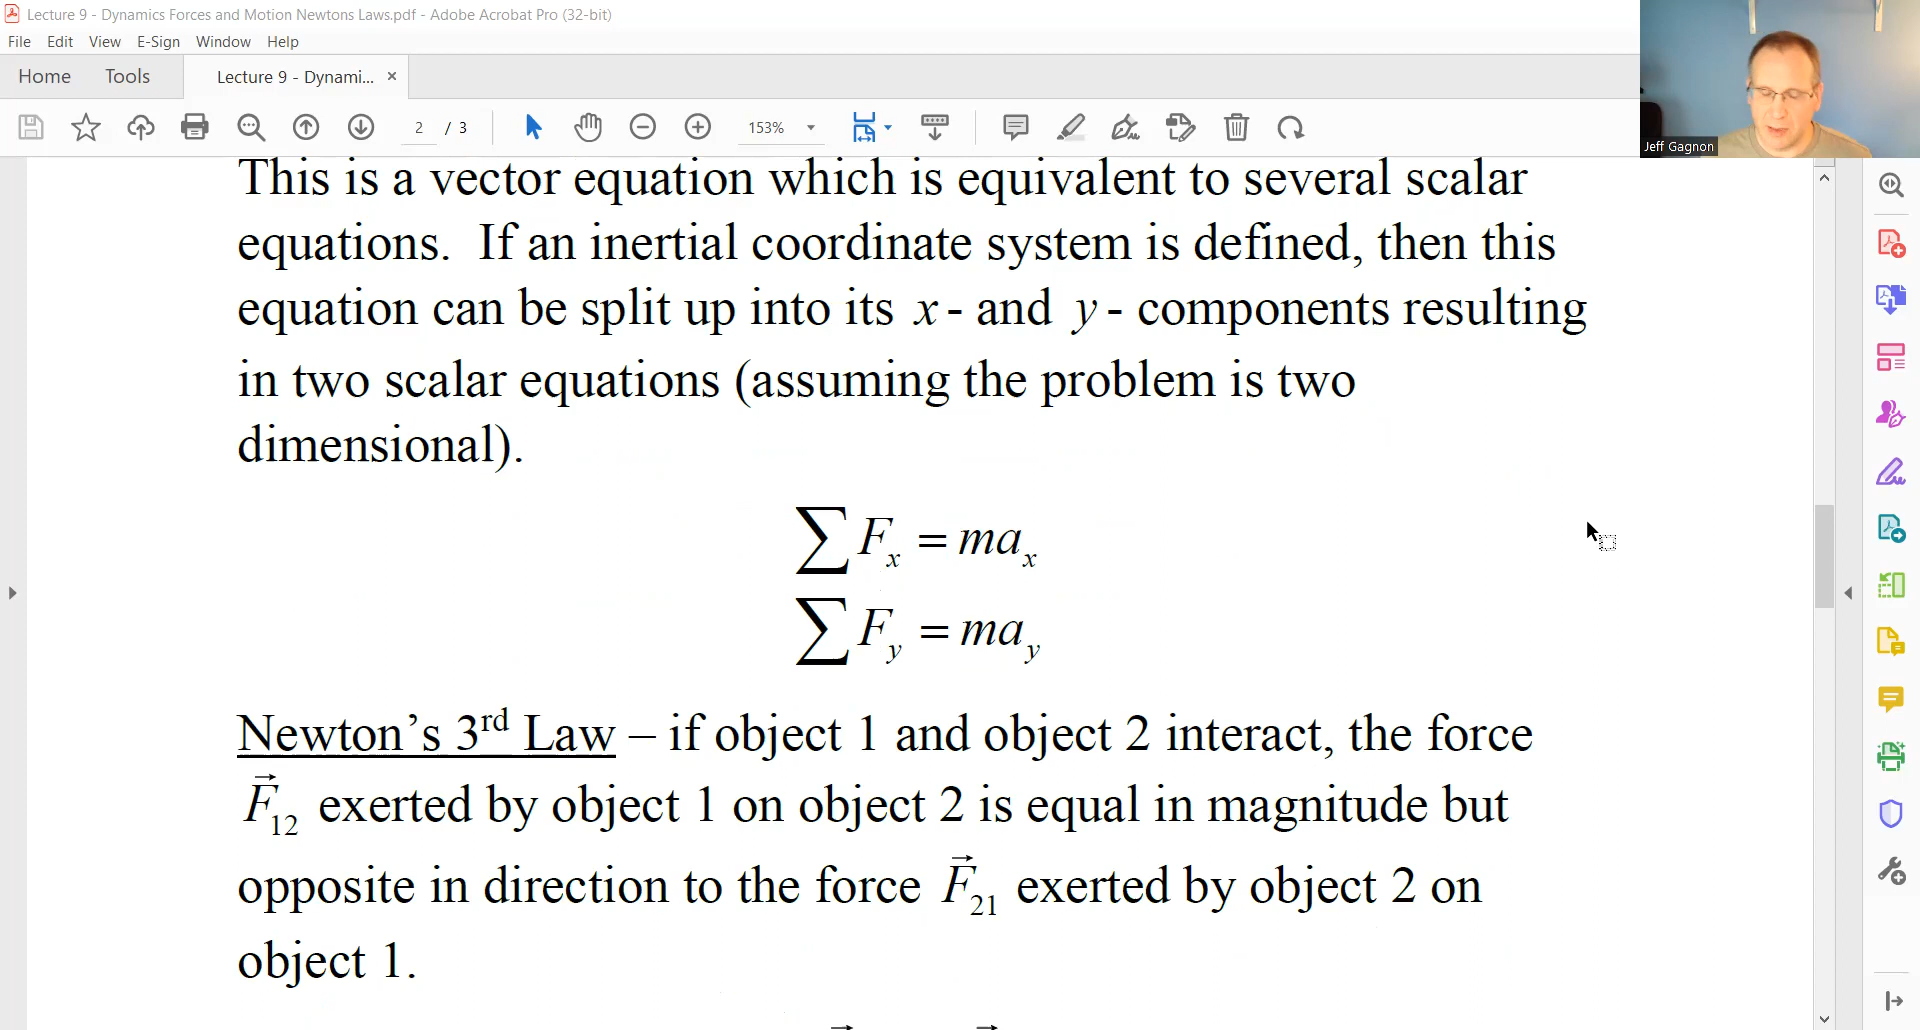 Lecture 9 - Dynamics Forces and Motion Newtons Laws.pdf - Adobe Acrobat Pro (32-bit)
File Edit View E-Sign Window Help
Home Tools Lecture 9 - Dynami... ×
2 / 3 153%
Jeff Gagnon
This is a vector equation which is equivalent to several scalar
equations. If an inertial coordinate system is defined, then this
equation can be split up into its x- and y- components resulting
in two scalar equations (assuming the problem is two
dimensional).
∑Fₓ = maₓ
∑F_y = ma_y
Newton’s 3rd Law – if object 1 and object 2 interact, the force
F⃗₁₂ exerted by object 1 on object 2 is equal in magnitude but
opposite in direction to the force F⃗₂₁ exerted by object 2 on
object 1.